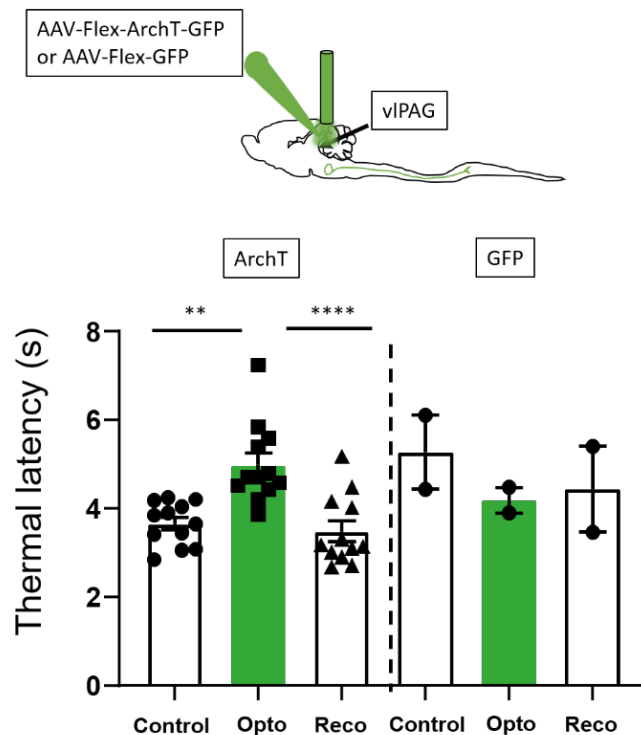 AAV-Flex-ArchT-GFP
or AAV-Flex-GFP
vlPAG
ArchT
GFP
** ****
Thermal latency (s)
8
6
4
2
0
Control Opto Reco Control Opto Reco